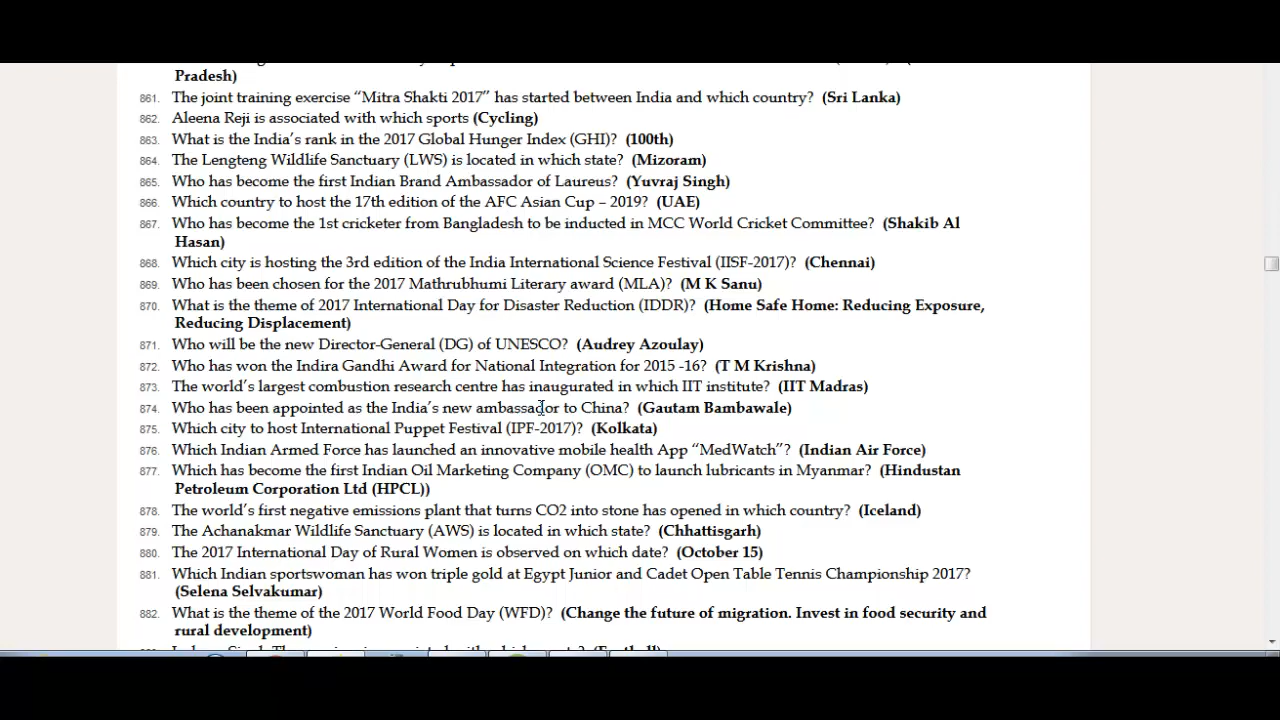 Pradesh)
861. The joint training exercise “Mitra Shakti 2017” has started between India and which country? (Sri Lanka)
862. Aleena Reji is associated with which sports (Cycling)
863. What is the India’s rank in the 2017 Global Hunger Index (GHI)? (100th)
864. The Lengteng Wildlife Sanctuary (LWS) is located in which state? (Mizoram)
865. Who has become the first Indian Brand Ambassador of Laureus? (Yuvraj Singh)
866. Which country to host the 17th edition of the AFC Asian Cup – 2019? (UAE)
867. Who has become the 1st cricketer from Bangladesh to be inducted in MCC World Cricket Committee? (Shakib Al
Hasan)
868. Which city is hosting the 3rd edition of the India International Science Festival (IISF-2017)? (Chennai)
869. Who has been chosen for the 2017 Mathrubhumi Literary award (MLA)? (M K Sanu)
870. What is the theme of 2017 International Day for Disaster Reduction (IDDR)? (Home Safe Home: Reducing Exposure,
Reducing Displacement)
871. Who will be the new Director-General (DG) of UNESCO? (Audrey Azoulay)
872. Who has won the Indira Gandhi Award for National Integration for 2015 -16? (T M Krishna)
873. The world’s largest combustion research centre has inaugurated in which IIT institute? (IIT Madras)
874. Who has been appointed as the India’s new ambassador to China? (Gautam Bambawale)
875. Which city to host International Puppet Festival (IPF-2017)? (Kolkata)
876. Which Indian Armed Force has launched an innovative mobile health App “MedWatch”? (Indian Air Force)
877. Which has become the first Indian Oil Marketing Company (OMC) to launch lubricants in Myanmar? (Hindustan
Petroleum Corporation Ltd (HPCL))
878. The world’s first negative emissions plant that turns CO2 into stone has opened in which country? (Iceland)
879. The Achanakmar Wildlife Sanctuary (AWS) is located in which state? (Chhattisgarh)
880. The 2017 International Day of Rural Women is observed on which date? (October 15)
881. Which Indian sportswoman has won triple gold at Egypt Junior and Cadet Open Table Tennis Championship 2017?
(Selena Selvakumar)
882. What is the theme of the 2017 World Food Day (WFD)? (Change the future of migration. Invest in food security and
rural development)